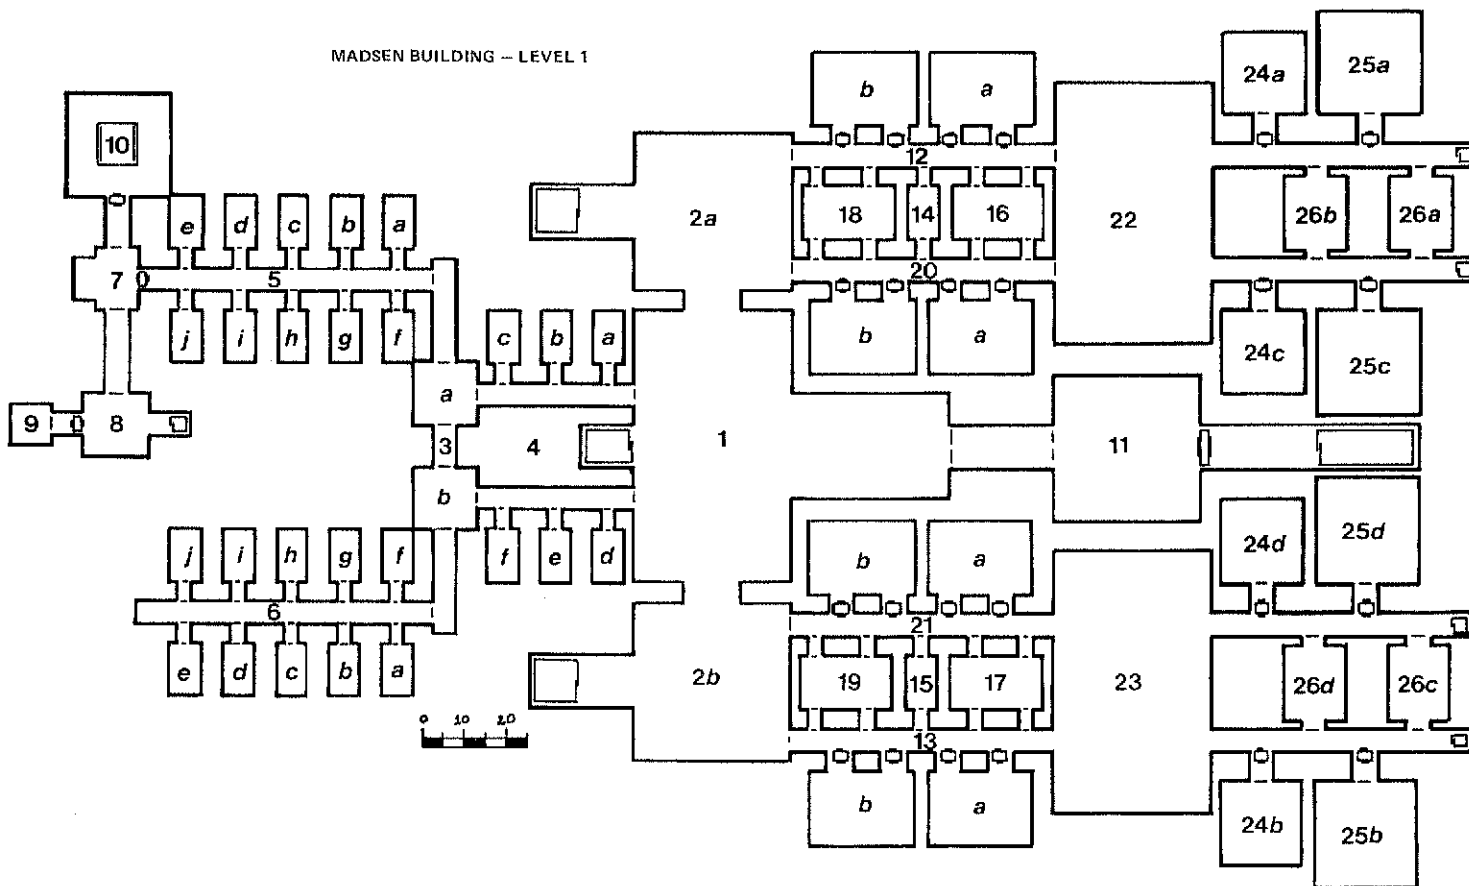 MADSEN BUILDING – LEVEL 1
24a 25a
b a
10
12
e d c b a
2a
18 14 16
22
26b 26a
7 5
20
j i h g f
c b a
b a
24c 25c
a
9 8
3 4 1 11
b
j i h g f
f e d
b a
24d 25d
6
21
e d c b a
2b
19 15 17
23
26d 26c
0 10 20
13
b a
24b 25b